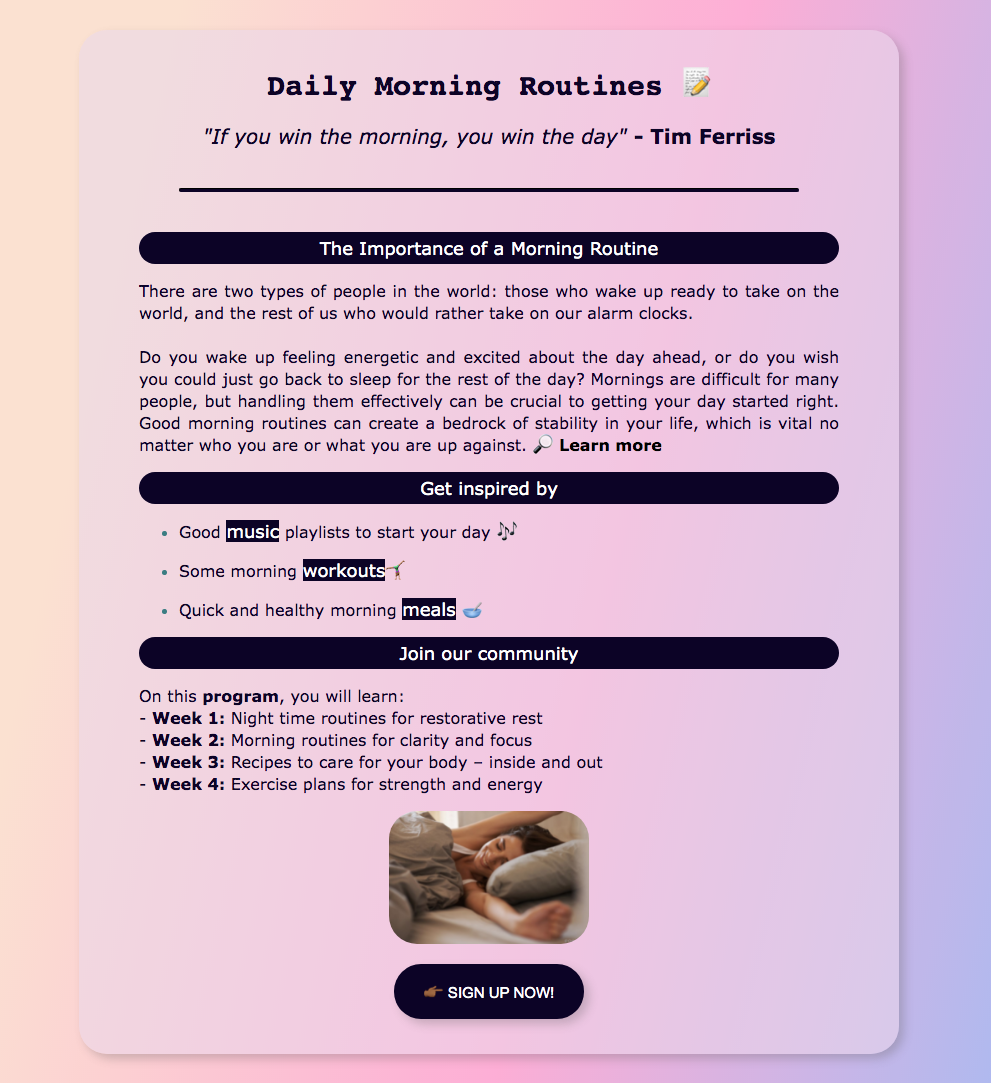 Daily Morning Routines 📝
"If you win the morning, you win the day" - Tim Ferriss
The Importance of a Morning Routine
There are two types of people in the world: those who wake up ready to take on the
world, and the rest of us who would rather take on our alarm clocks.
Do you wake up feeling energetic and excited about the day ahead, or do you wish
you could just go back to sleep for the rest of the day? Mornings are difficult for many
people, but handling them effectively can be crucial to getting your day started right.
Good morning routines can create a bedrock of stability in your life, which is vital no
matter who you are or what you are up against. 🔎 Learn more
Get inspired by
• Good music playlists to start your day 🎶
• Some morning workouts🤸🏽‍♀️
• Quick and healthy morning meals 🥣
Join our community
On this program, you will learn:
- Week 1: Night time routines for restorative rest
- Week 2: Morning routines for clarity and focus
- Week 3: Recipes to care for your body – inside and out
- Week 4: Exercise plans for strength and energy
👉🏾 SIGN UP NOW!